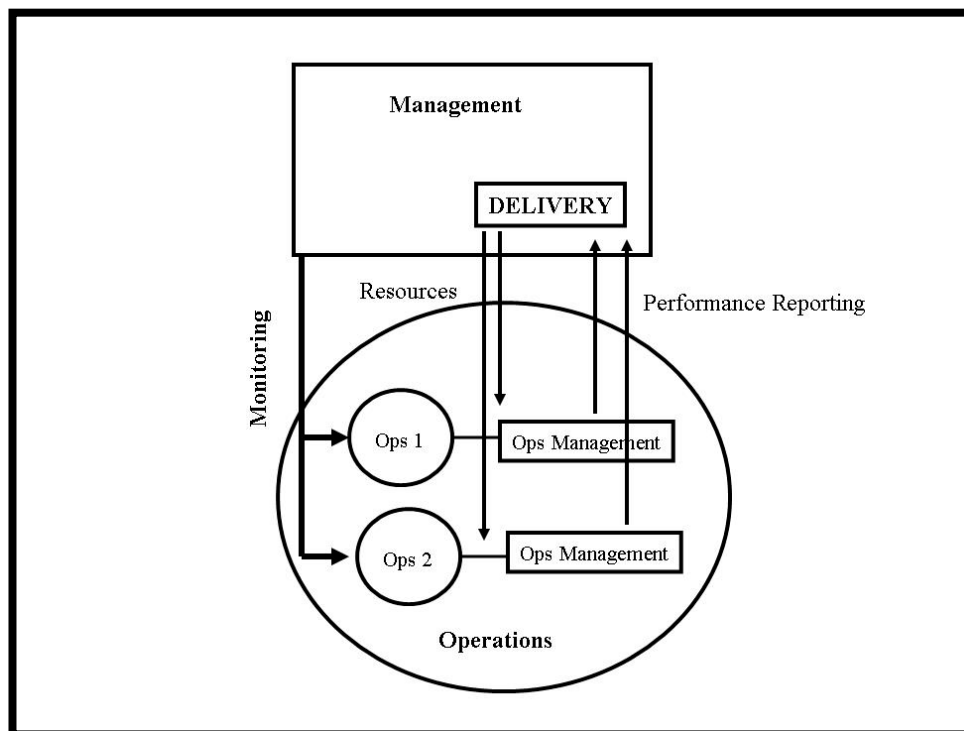 Management
DELIVERY
Resources
Performance Reporting
Monitoring
Ops 1
Ops Management
Ops 2
Ops Management
Operations